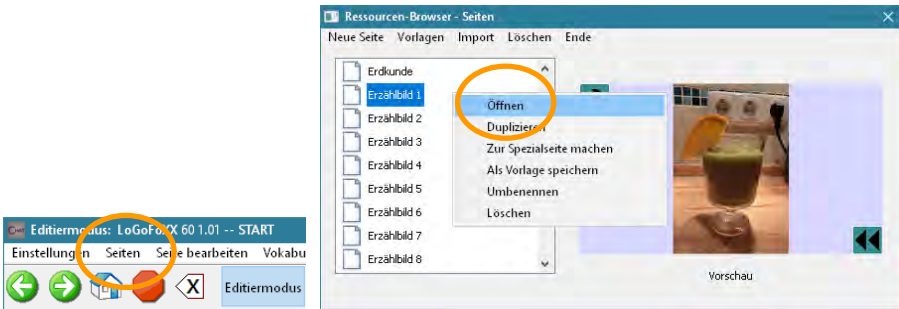 Editiermodus: LoGoFoXX 60 1.01 -- START
Einstellungen Seiten Seite bearbeiten Vokabu
X Editiermodus
Ressourcen-Browser - Seiten
Neue Seite Vorlagen Import Löschen Ende
Erdkunde
Erzählbild 1
Erzählbild 2
Erzählbild 3
Erzählbild 4
Erzählbild 5
Erzählbild 6
Erzählbild 7
Erzählbild 8
Öffnen
Duplizieren
Zur Spezialseite machen
Als Vorlage speichern
Umbenennen
Löschen
Vorschau